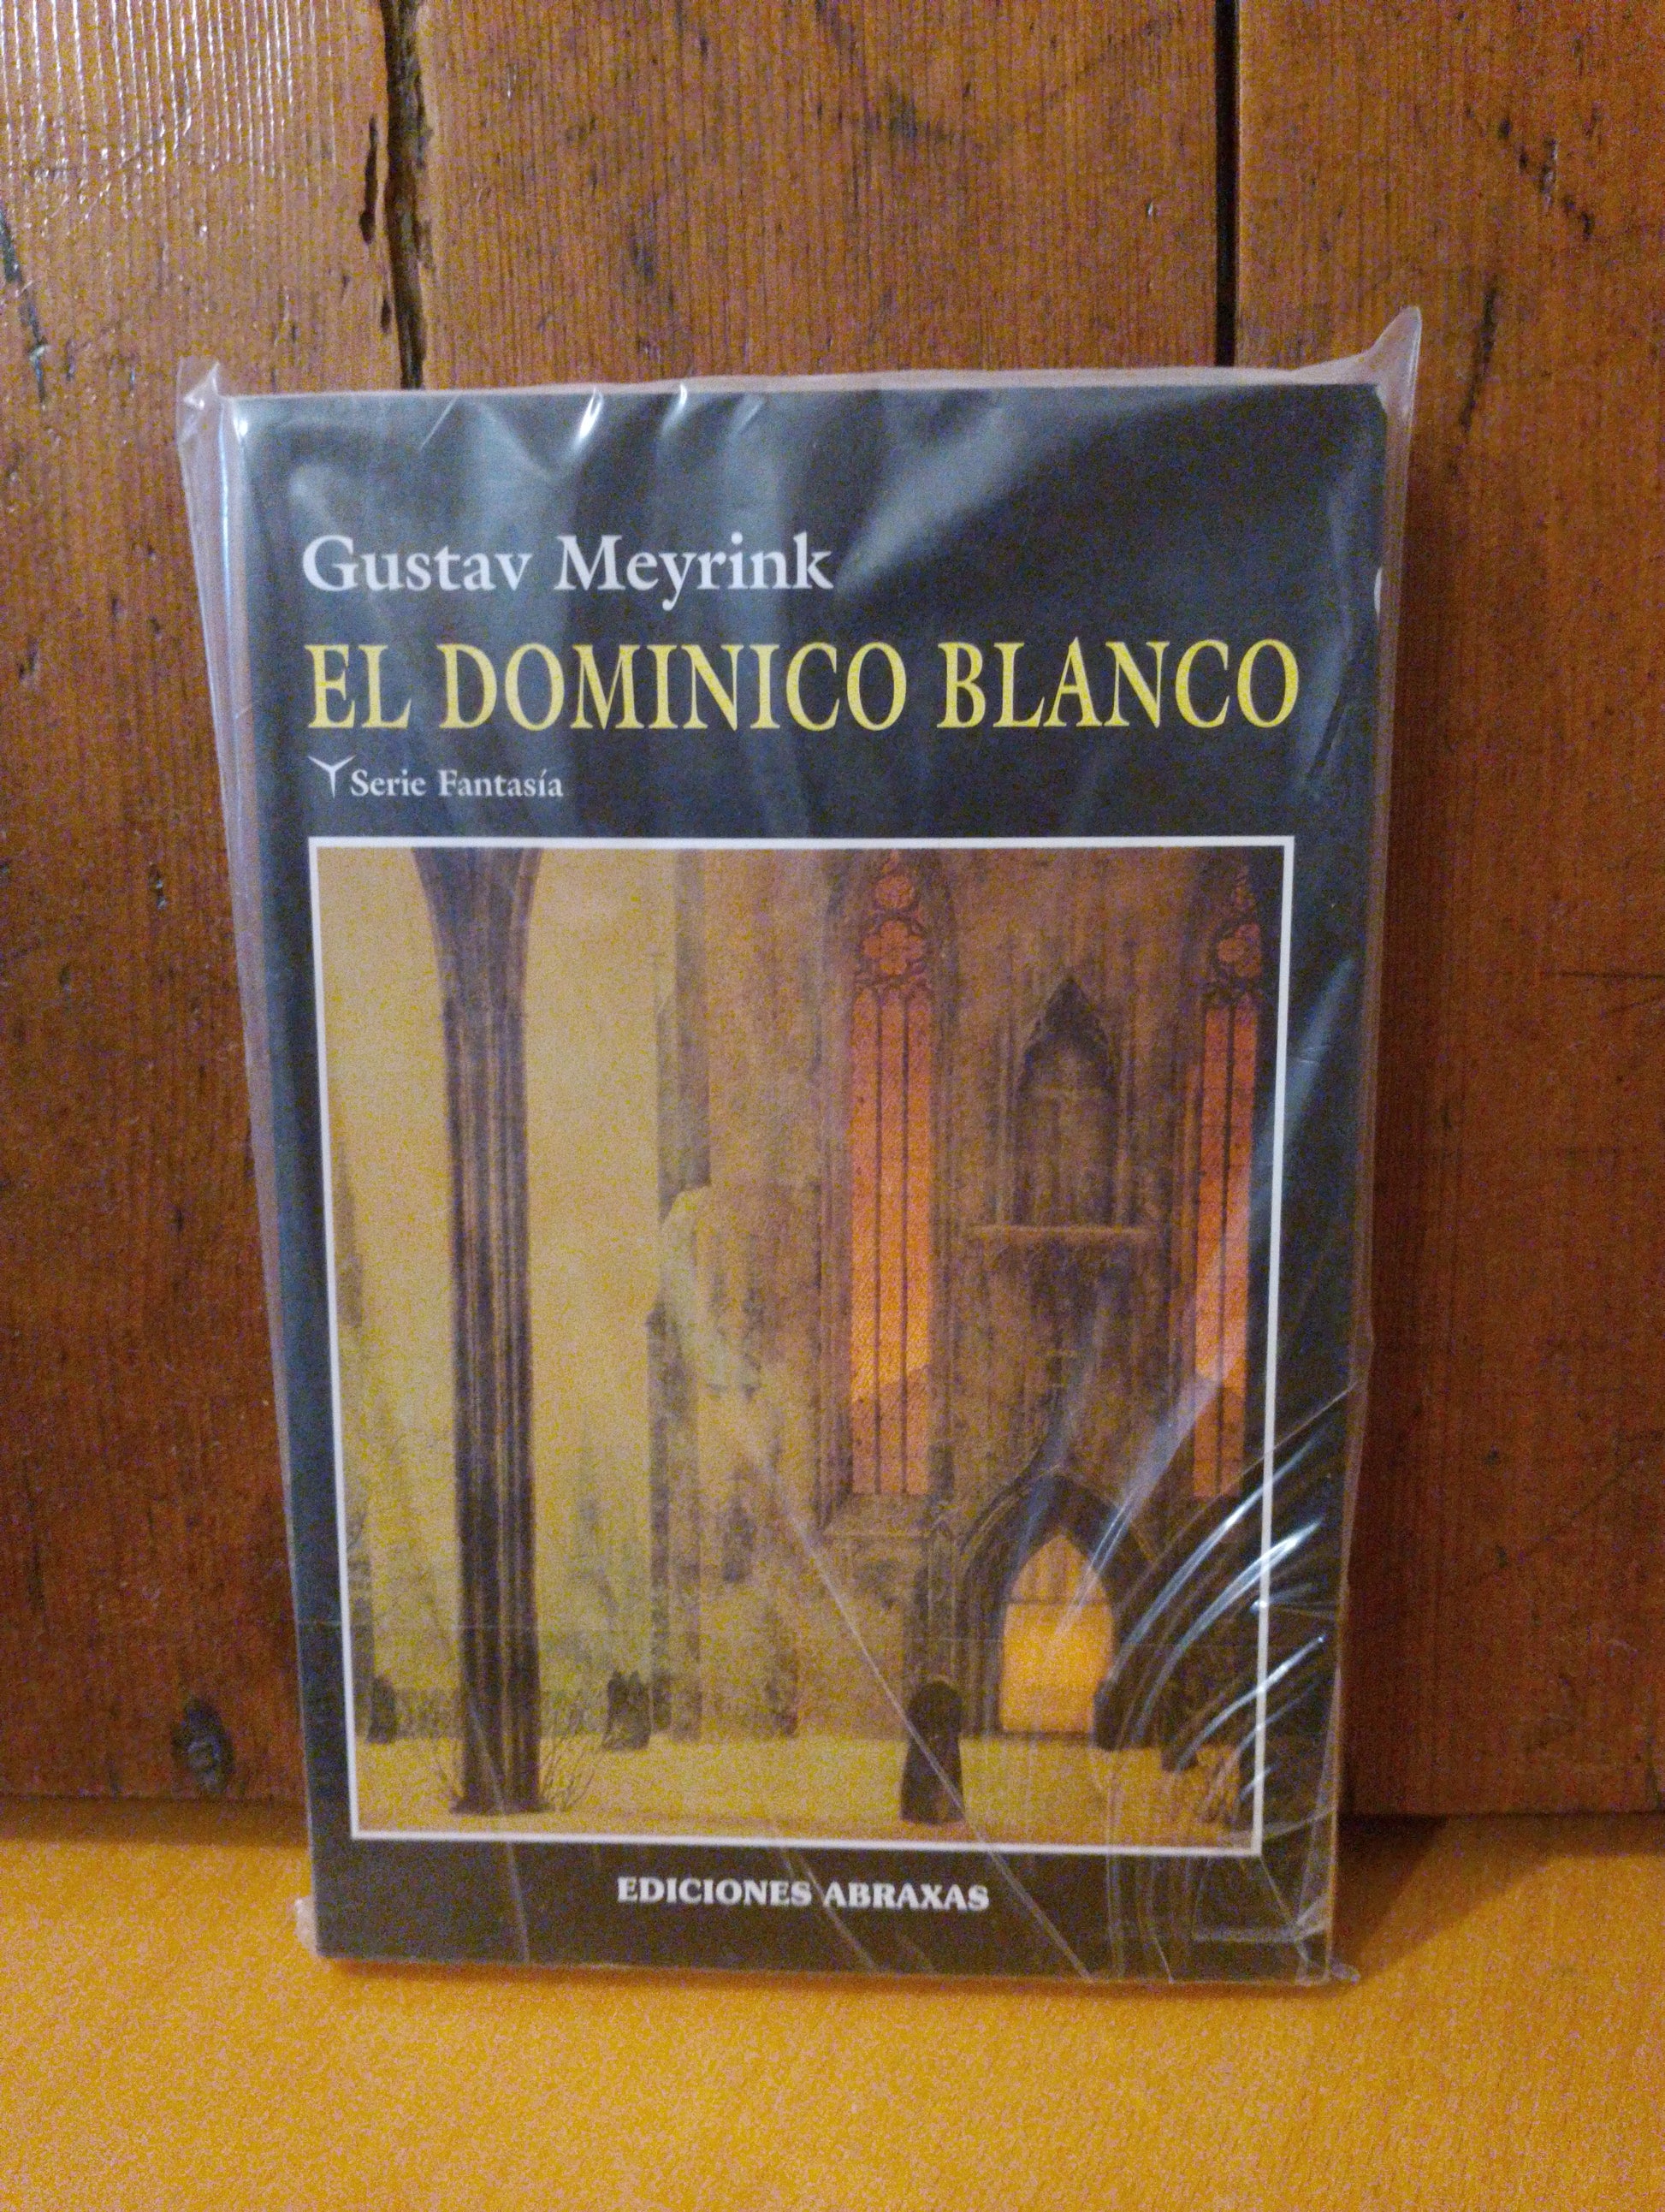 Gustav Meyrink
EL DOMINICO BLANCO
Serie Fantasía
EDICIONES ABRAXAS